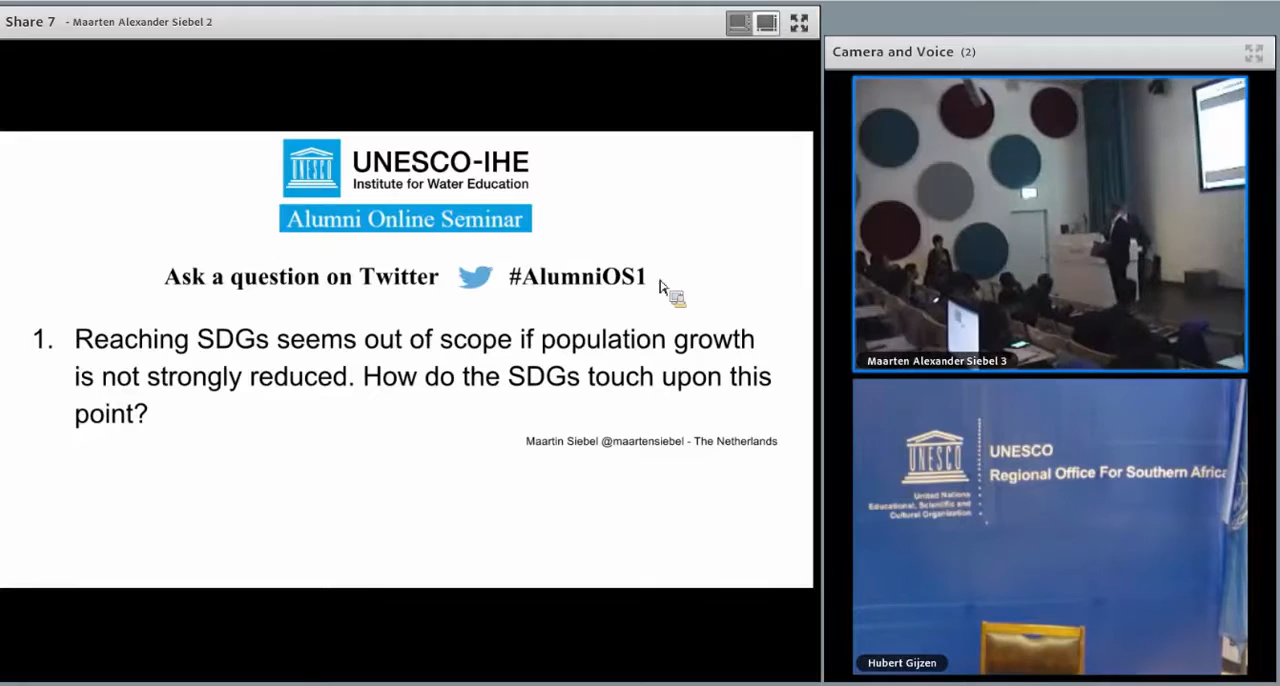 Share 7 - Maarten Alexander Siebel 2
UNESCO
UNESCO-IHE
Institute for Water Education
Alumni Online Seminar
Ask a question on Twitter #AlumniOS1
1. Reaching SDGs seems out of scope if population growth
is not strongly reduced. How do the SDGs touch upon this
point?
Maartin Siebel @maartensiebel - The Netherlands
Camera and Voice (2)
Maarten Alexander Siebel 3
UNESCO
United Nations
Educational, Scientific and
Cultural Organization
UNESCO
Regional Office For Southern Africa
Hubert Gijzen